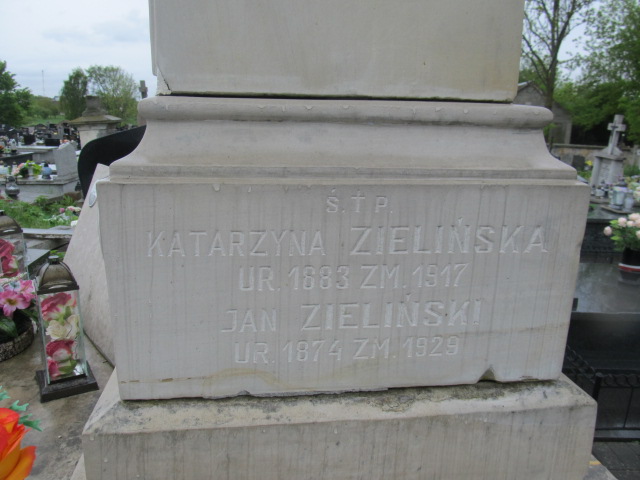 Ś.†P.
KATARZYNA ZIELIŃSKA
UR.1883 ZM.1917
JAN ZIELIŃSKI
UR.1874 ZM.1929